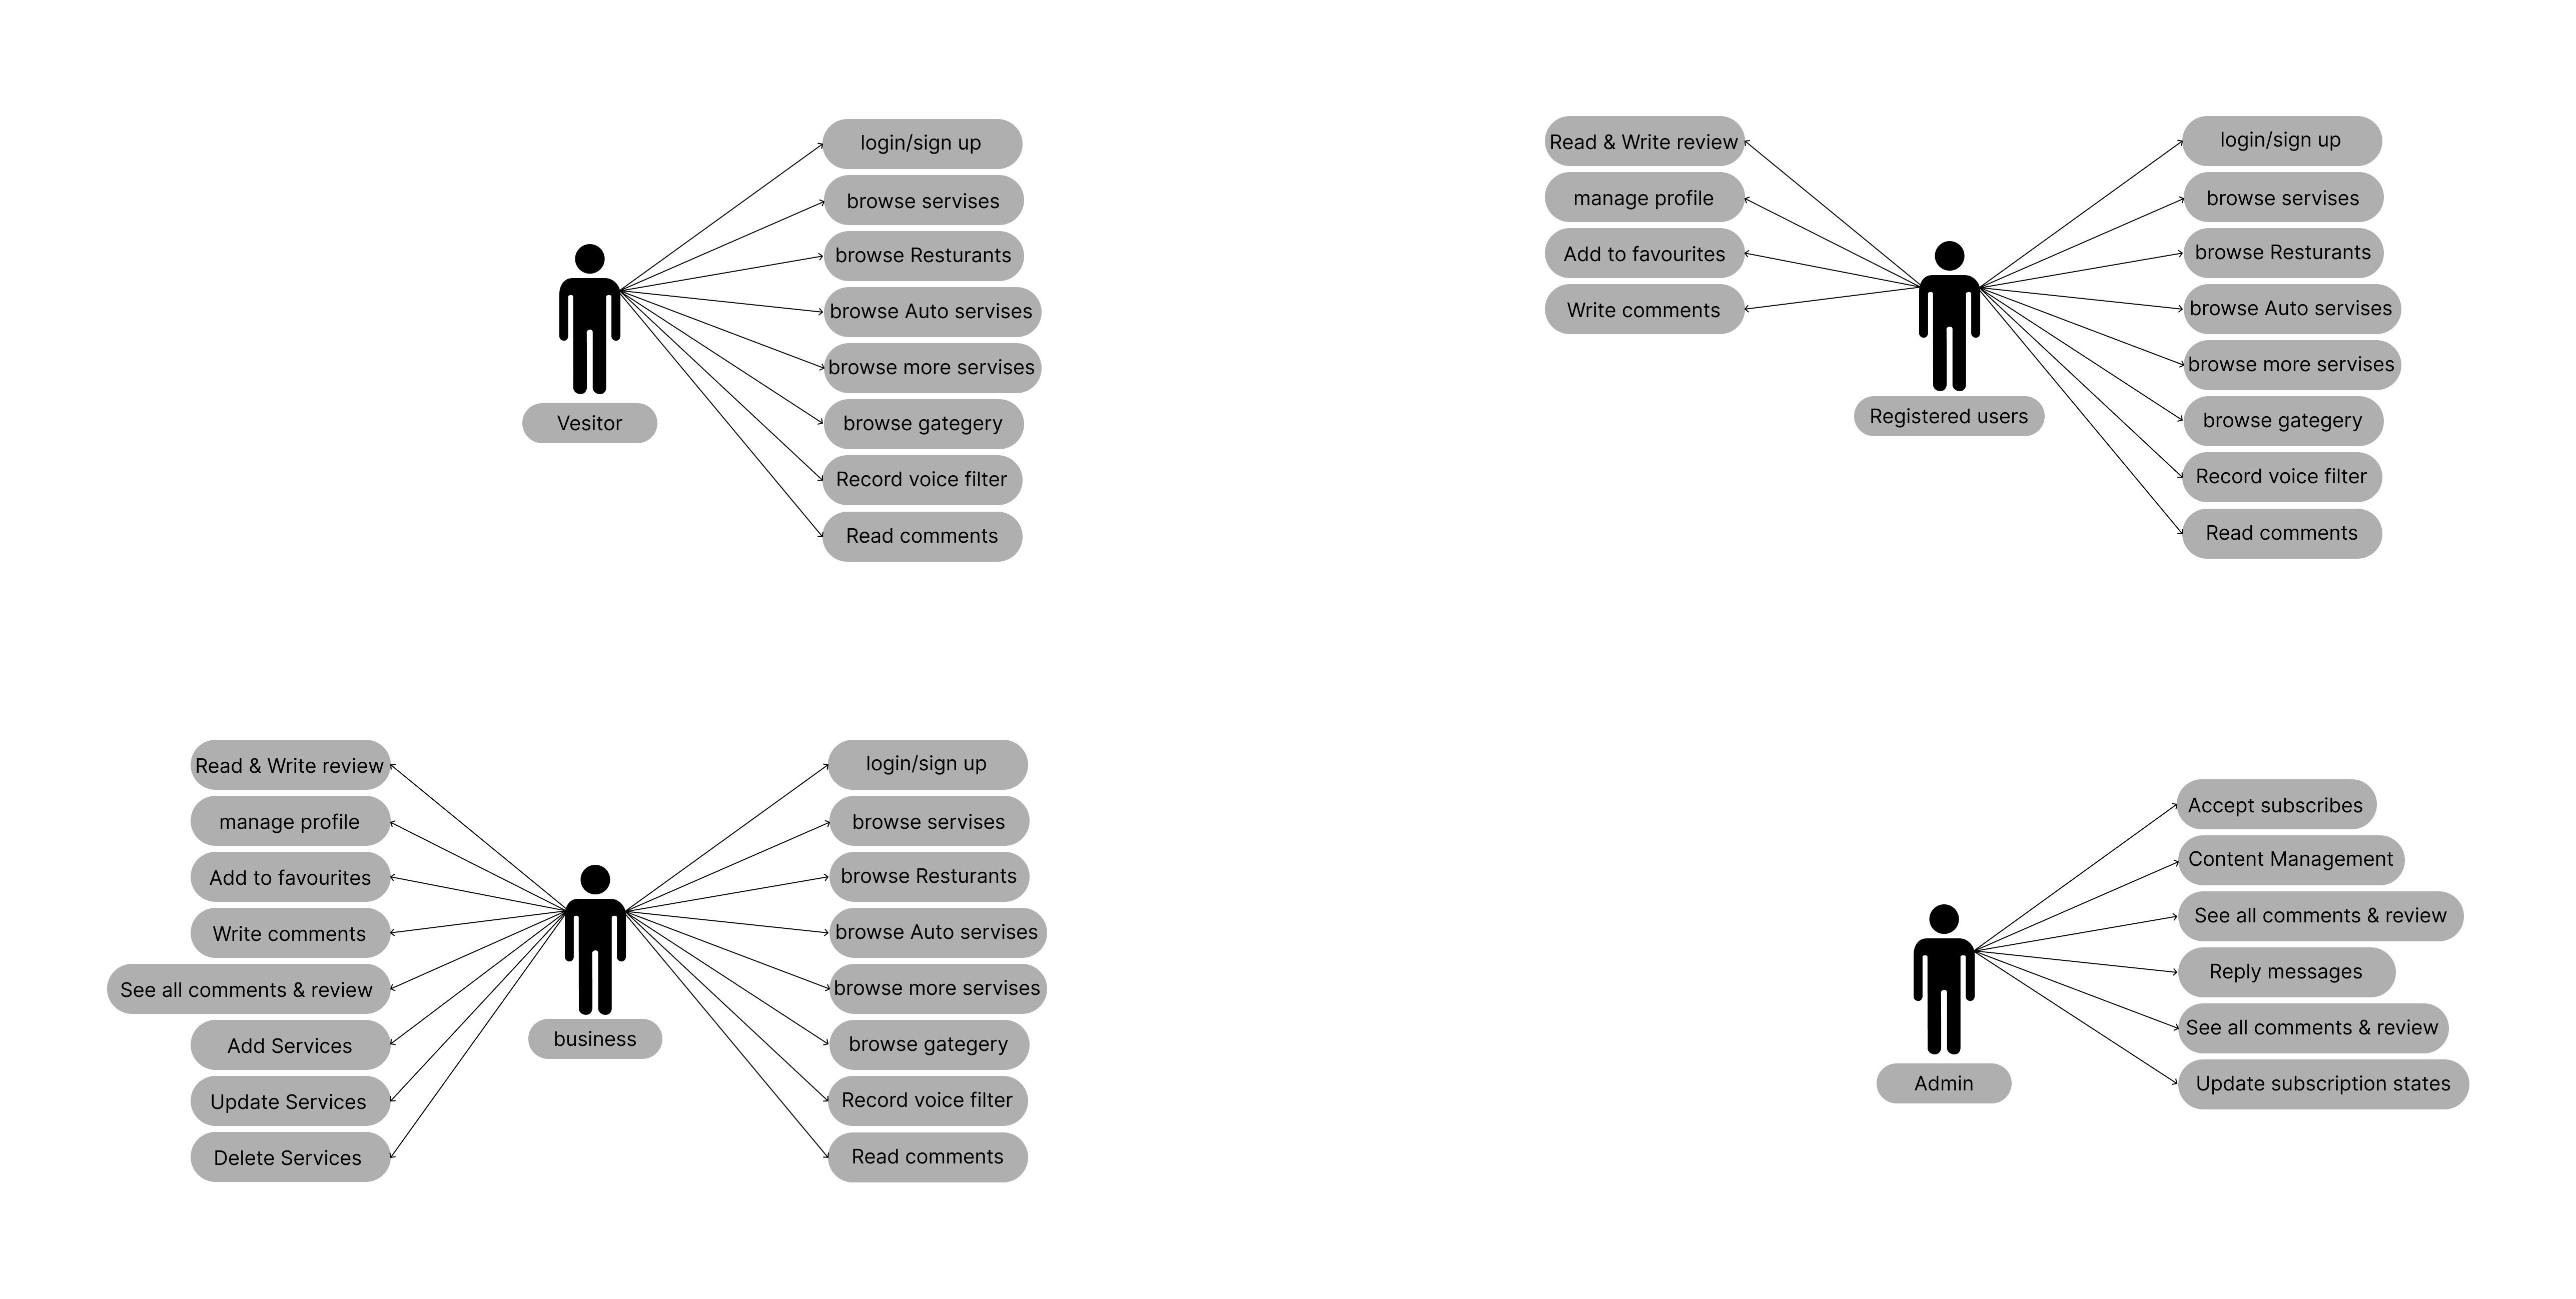 login/sign up
browse servises
browse Resturants
browse Auto servises
browse more servises
browse gategery
Record voice filter
Read comments
Vesitor
Read & Write review
manage profile
Add to favourites
Write comments
Registered users
login/sign up
browse servises
browse Resturants
browse Auto servises
browse more servises
browse gategery
Record voice filter
Read comments
Read & Write review
manage profile
Add to favourites
Write comments
See all comments & review
Add Services
Update Services
Delete Services
business
login/sign up
browse servises
browse Resturants
browse Auto servises
browse more servises
browse gategery
Record voice filter
Read comments
Admin
Accept subscribes
Content Management
See all comments & review
Reply messages
See all comments & review
Update subscription states